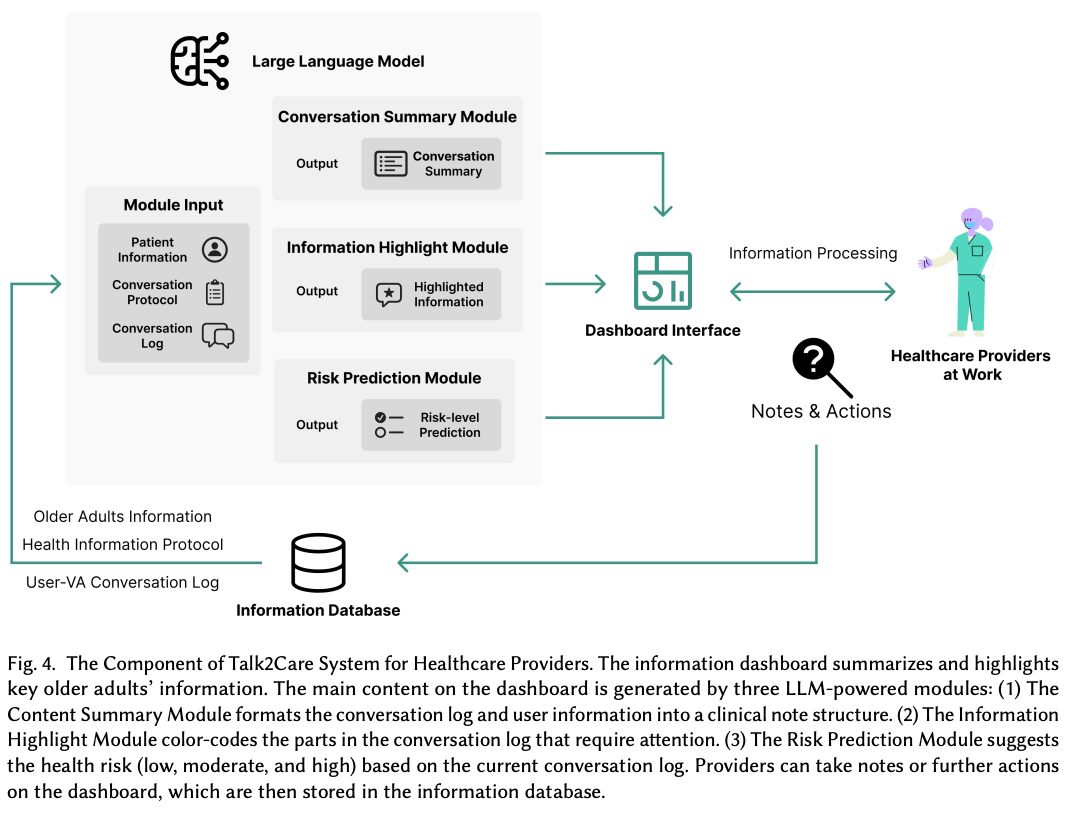 Large Language Model
Conversation Summary Module
Output
Conversation
Summary
Module Input
Patient
Information
Conversation
Protocol
Conversation
Log
Information Highlight Module
Output
Highlighted
Information
Risk Prediction Module
Output
Risk-level
Prediction
Dashboard Interface
Information Processing
Healthcare Providers
at Work
?
Notes & Actions
Older Adults Information
Health Information Protocol
User-VA Conversation Log
Information Database
Fig. 4. The Component of Talk2Care System for Healthcare Providers. The information dashboard summarizes and highlights
key older adults’ information. The main content on the dashboard is generated by three LLM-powered modules: (1) The
Content Summary Module formats the conversation log and user information into a clinical note structure. (2) The Information
Highlight Module color-codes the parts in the conversation log that require attention. (3) The Risk Prediction Module suggests
the health risk (low, moderate, and high) based on the current conversation log. Providers can take notes or further actions
on the dashboard, which are then stored in the information database.